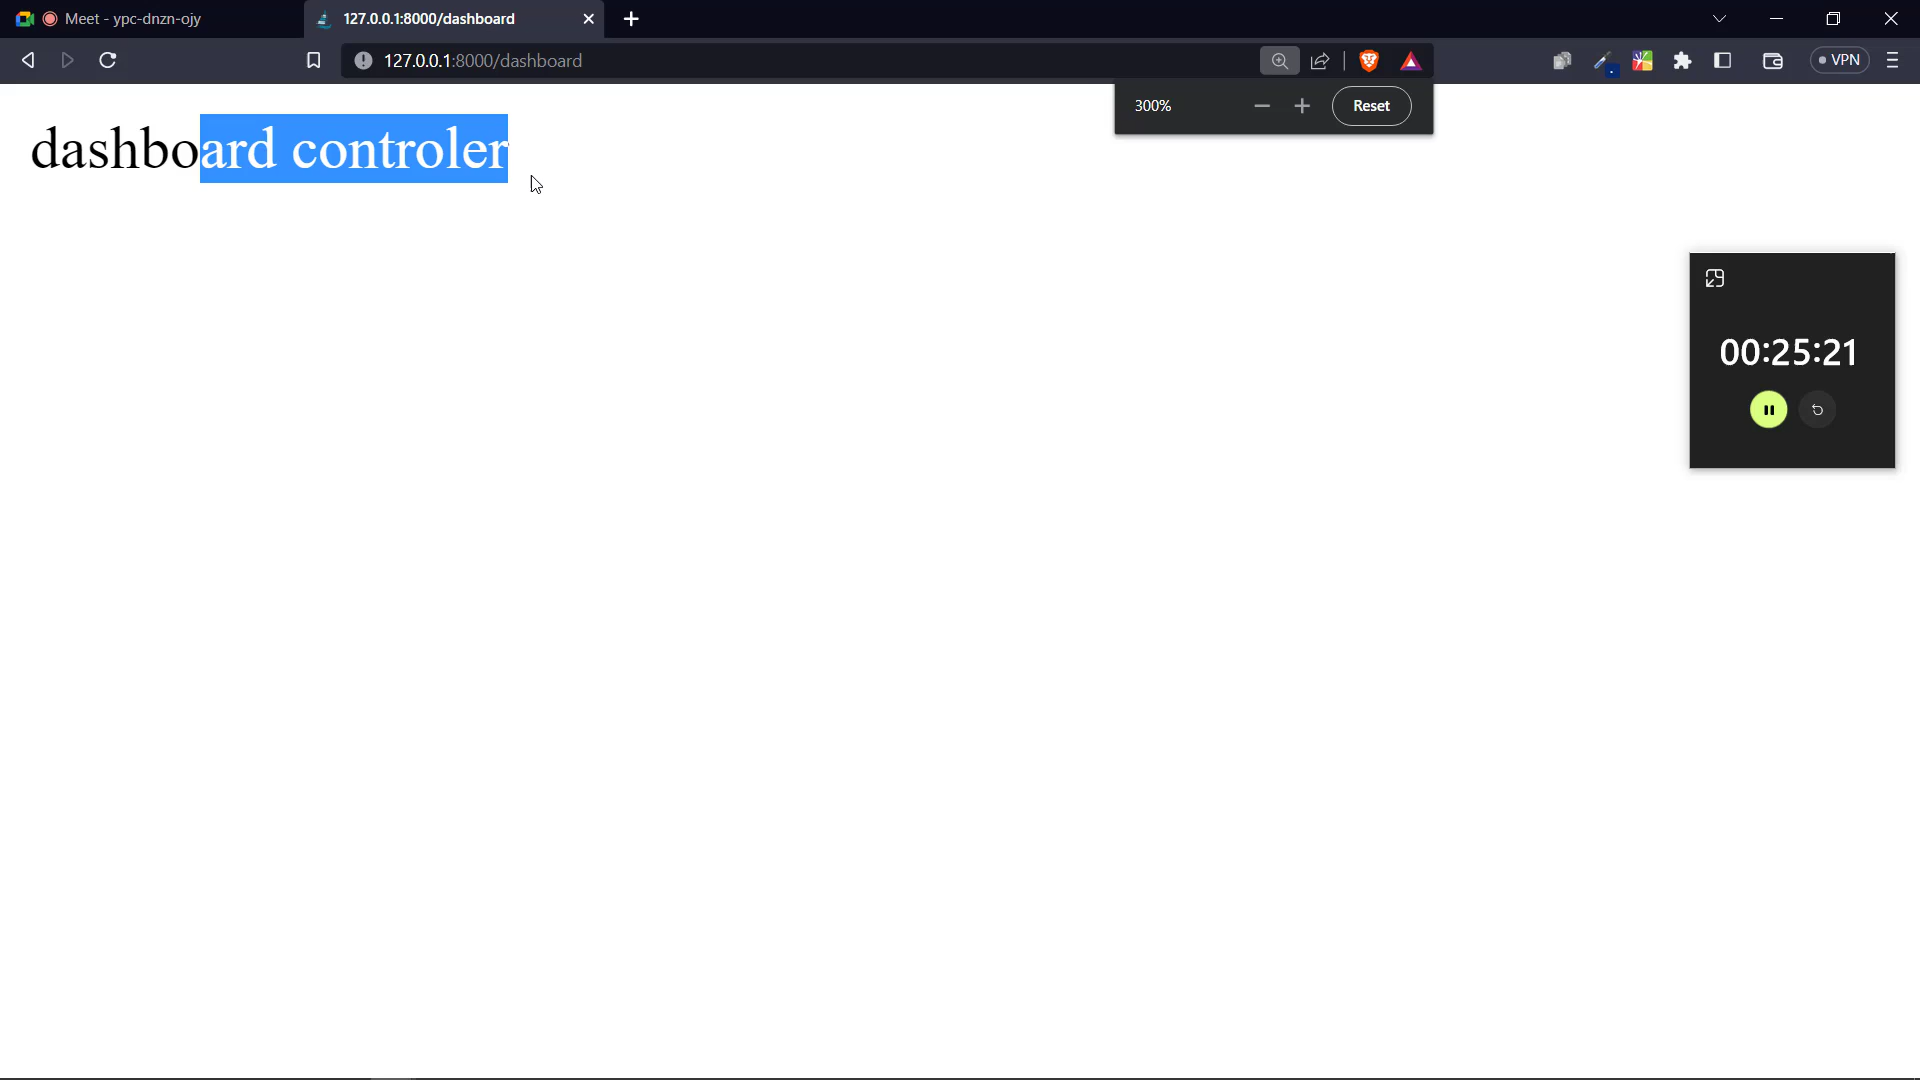 Meet - ypc-dnzn-ojy
127.0.0.1:8000/dashboard
127.0.0.1:8000/dashboard
VPN
300%
Reset
dashboard controler
00:25:21